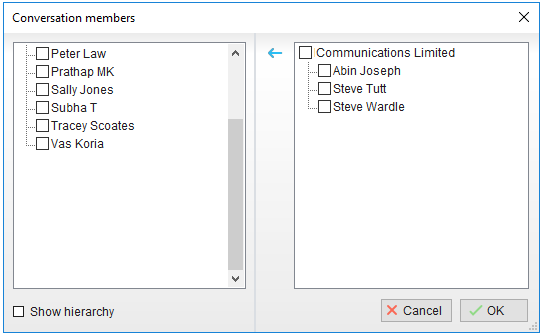 Conversation members
Peter Law
Prathap MK
Sally Jones
Subha T
Tracey Scoates
Vas Koria
Communications Limited
Abin Joseph
Steve Tutt
Steve Wardle
Show hierarchy
Cancel
OK